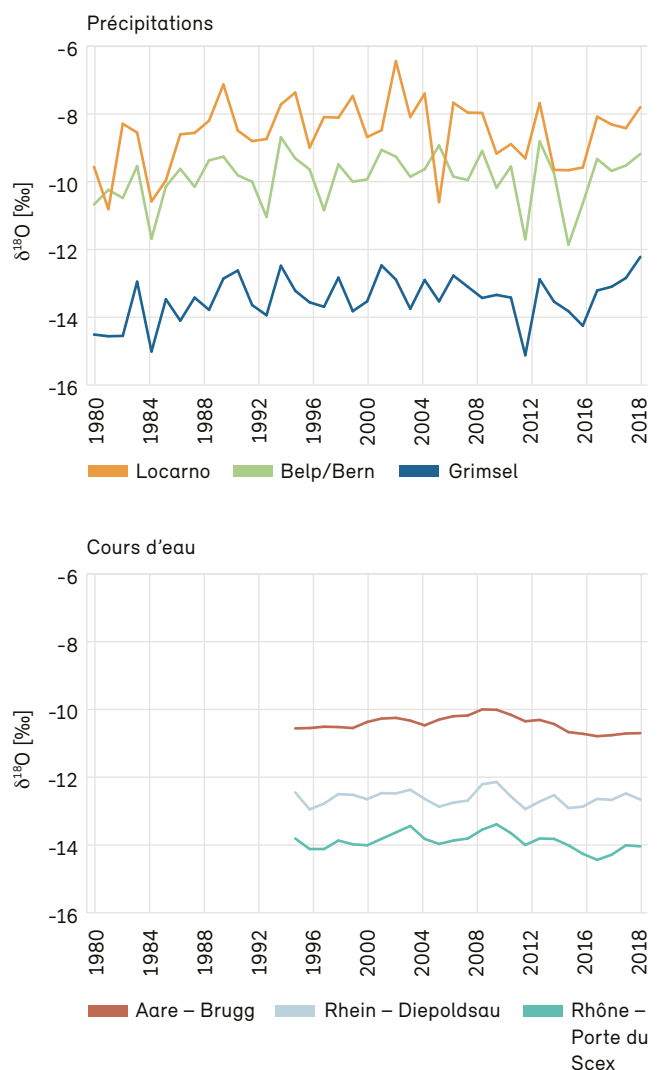 Précipitations
-6
-8
-10
-12
-14
-16
δ¹⁸O [‰]
1980 1984 1988 1992 1996 2000 2004 2008 2012 2016 2018
Locarno Belp/Bern Grimsel
Cours d'eau
-6
-8
-10
-12
-14
-16
δ¹⁸O [‰]
1980 1984 1988 1992 1996 2000 2004 2008 2012 2016 2018
Aare – Brugg Rhein – Diepoldsau Rhône –
Porte du
Scex